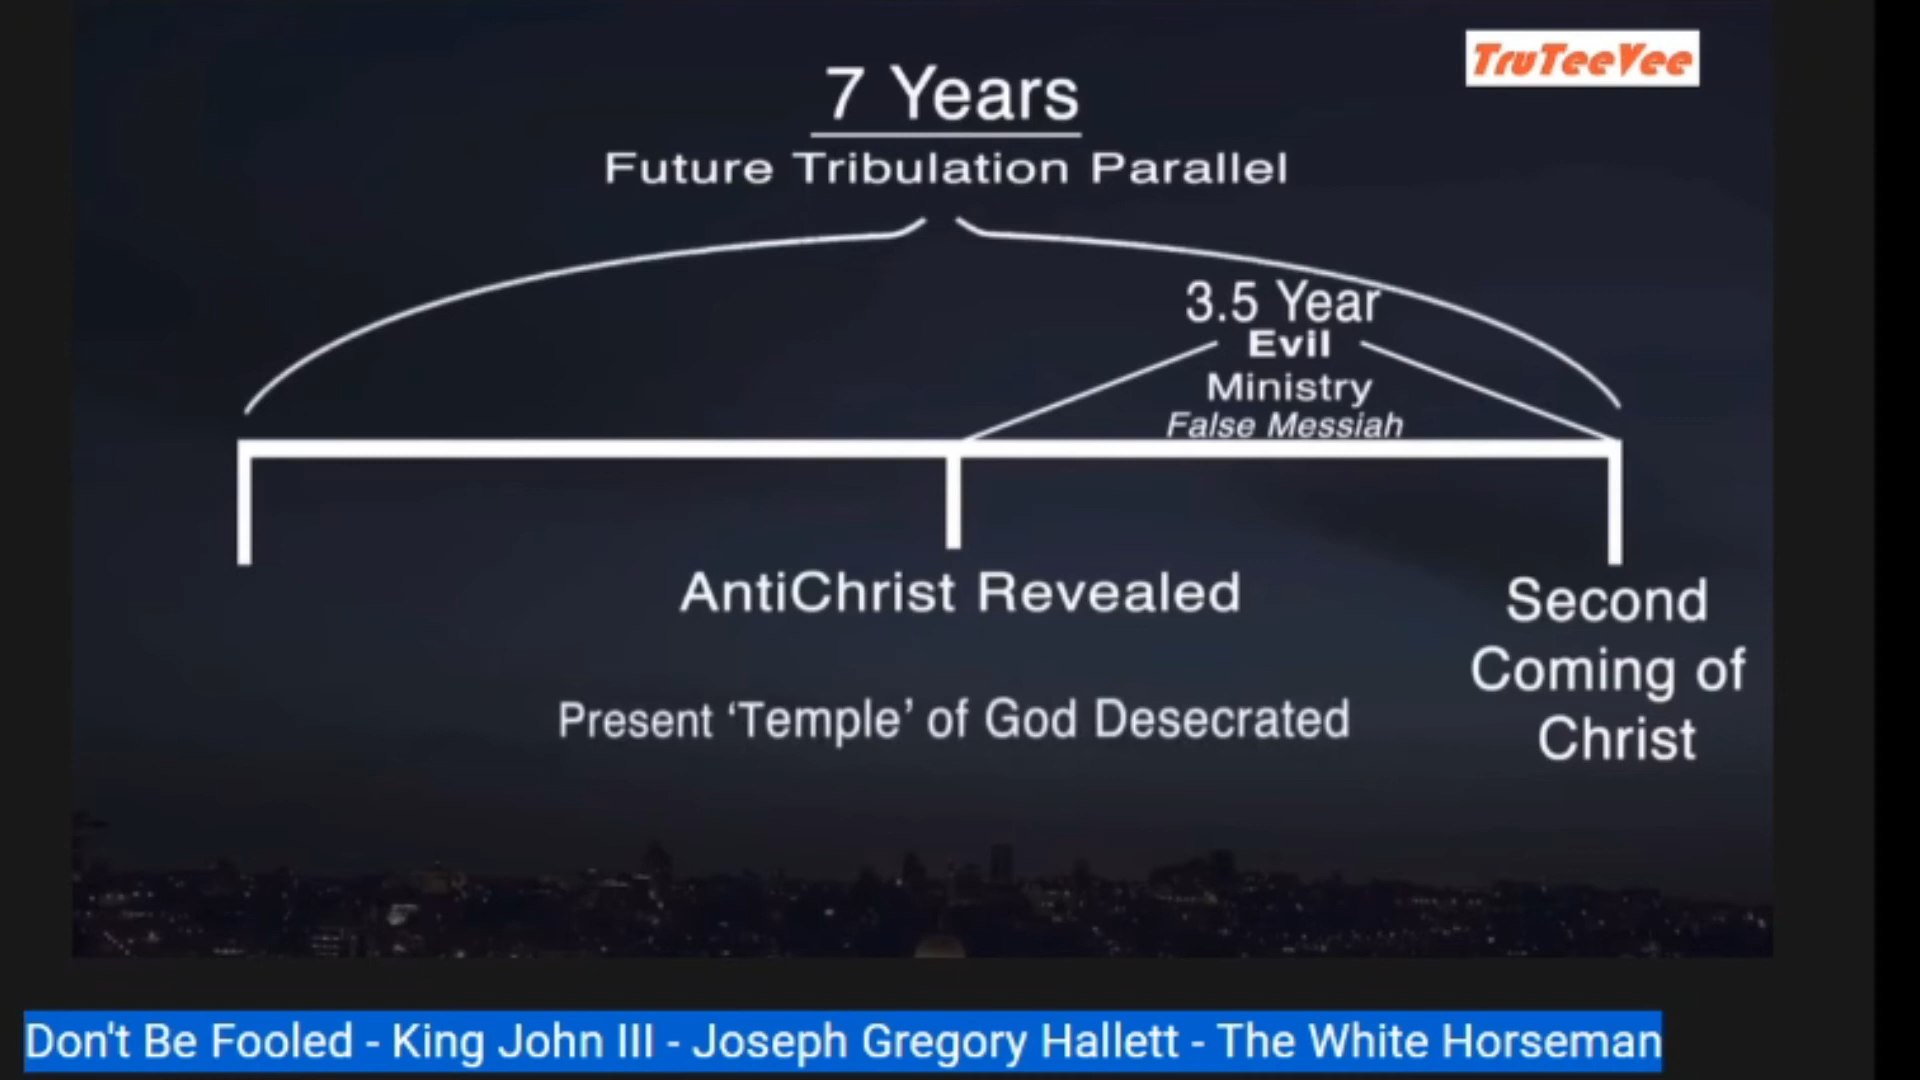 TruTeeVee
7 Years
Future Tribulation Parallel
3.5 Year
Evil
Ministry
False Messiah
AntiChrist Revealed
Present ‘Temple’ of God Desecrated
Second
Coming of
Christ
Don't Be Fooled - King John III - Joseph Gregory Hallett - The White Horseman